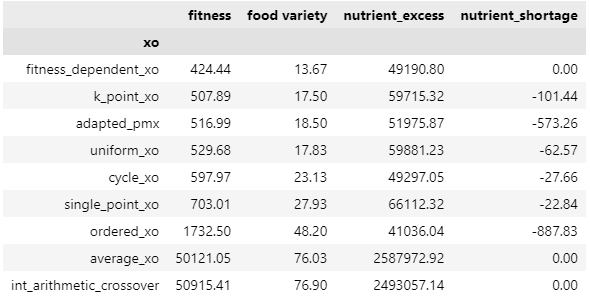 fitness food variety nutrient_excess nutrient_shortage
xo
fitness_dependent_xo 424.44 13.67 49190.80 0.00
k_point_xo 507.89 17.50 59715.32 -101.44
adapted_pmx 516.99 18.50 51975.87 -573.26
uniform_xo 529.68 17.83 59881.23 -62.57
cycle_xo 597.97 23.13 49297.05 -27.66
single_point_xo 703.01 27.93 66112.32 -22.84
ordered_xo 1732.50 48.20 41036.04 -887.83
average_xo 50121.05 76.03 2587972.92 0.00
int_arithmetic_crossover 50915.41 76.90 2493057.14 0.00